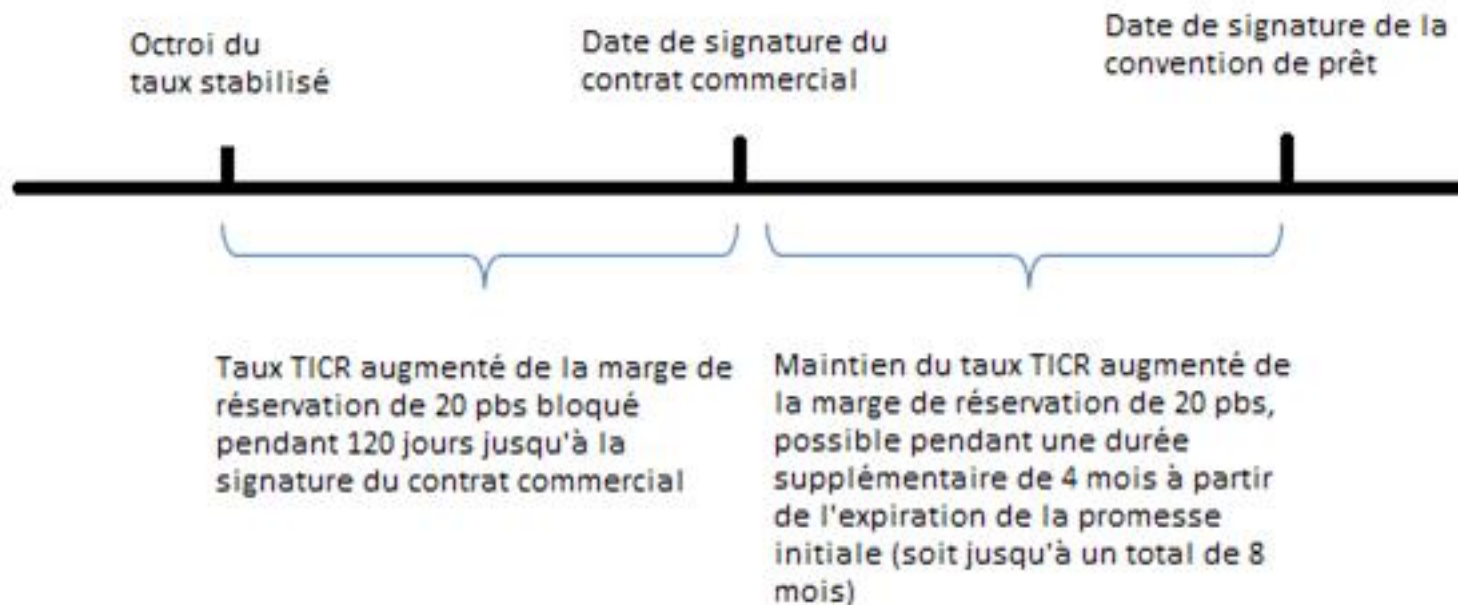 Octroi du
taux stabilisé
Date de signature du
contrat commercial
Date de signature de la
convention de prêt
Taux TICR augmenté de la marge de
réservation de 20 pbs bloqué
pendant 120 jours jusqu'à la
signature du contrat commercial
Maintien du taux TICR augmenté de
la marge de réservation de 20 pbs,
possible pendant une durée
supplémentaire de 4 mois à partir
de l'expiration de la promesse
initiale (soit jusqu'à un total de 8
mois)